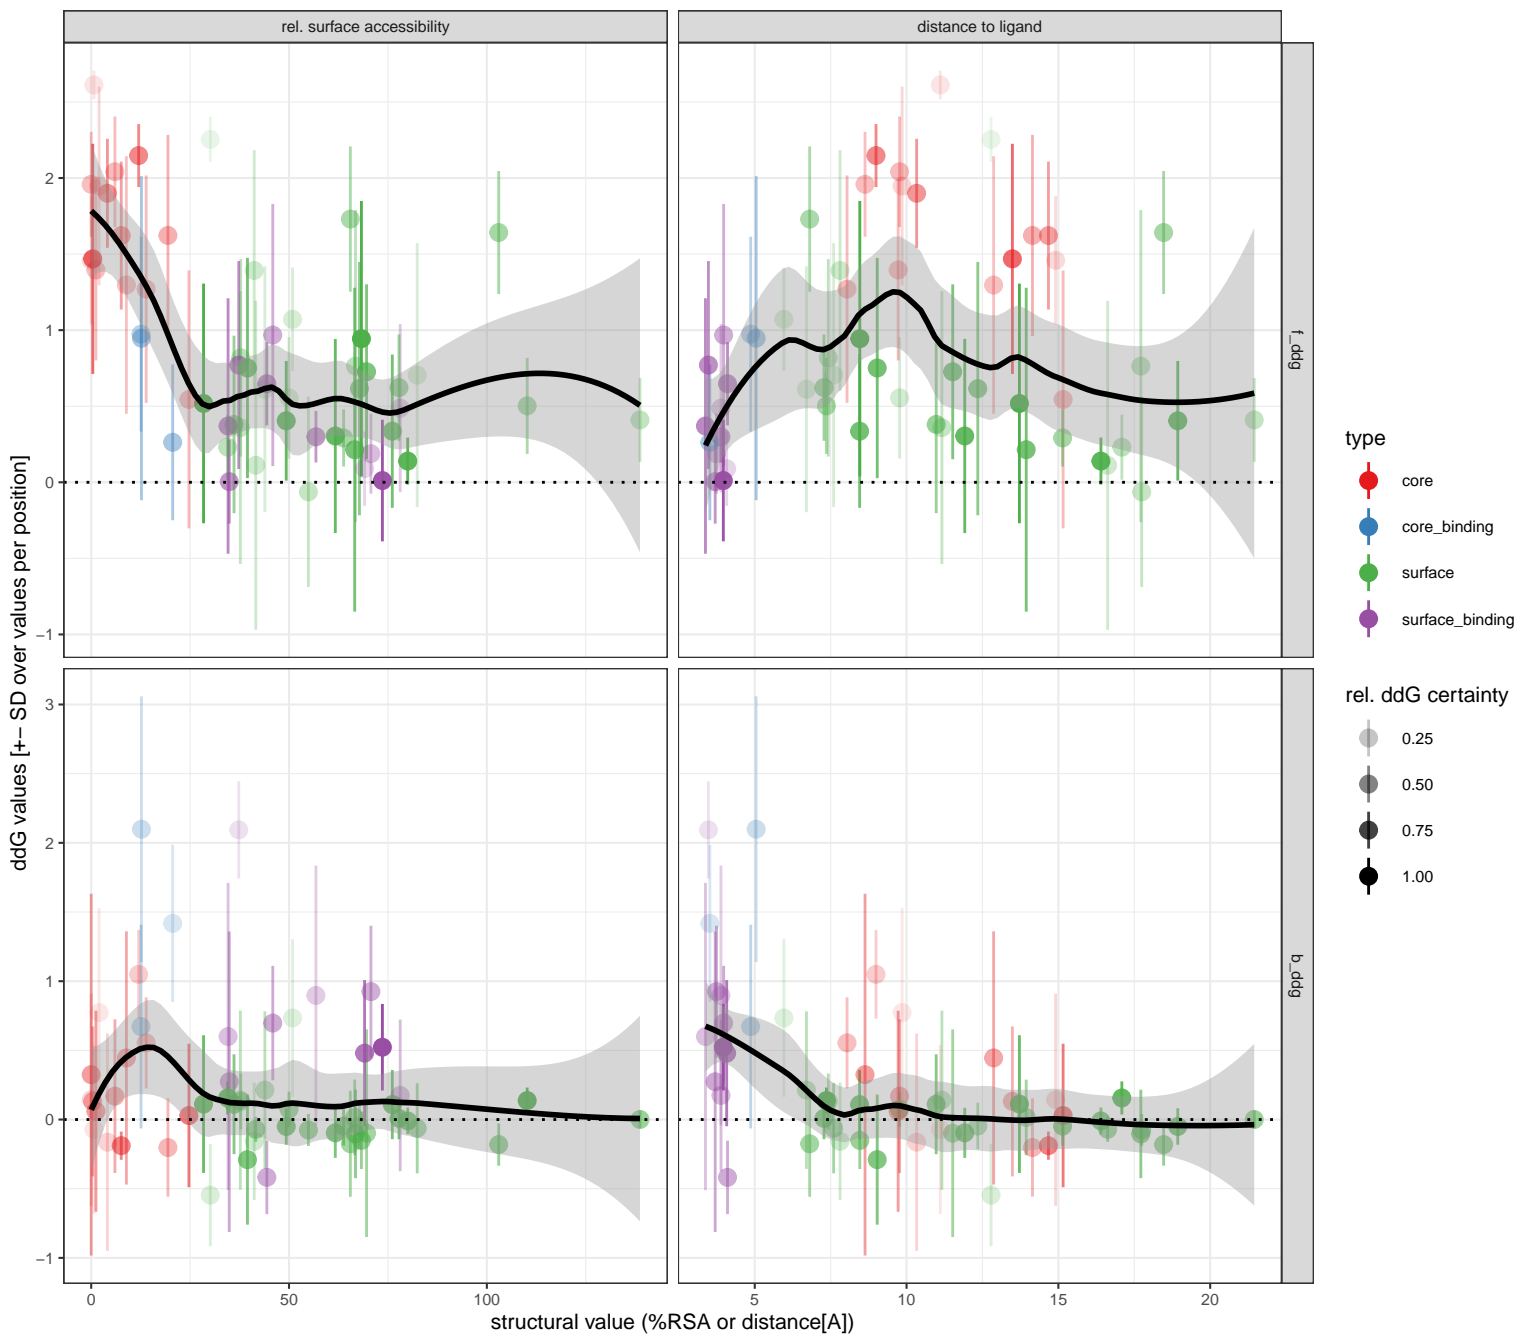 rel. surface accessibility
distance to ligand
2
1
0
−1
f_ddg
3
2
1
0
−1
b_ddg
0
50
100
5
10
15
20
structural value (%RSA or distance[A])
ddG values [+− SD over values per position]
type
core
core_binding
surface
surface_binding
rel. ddG certainty
0.25
0.50
0.75
1.00